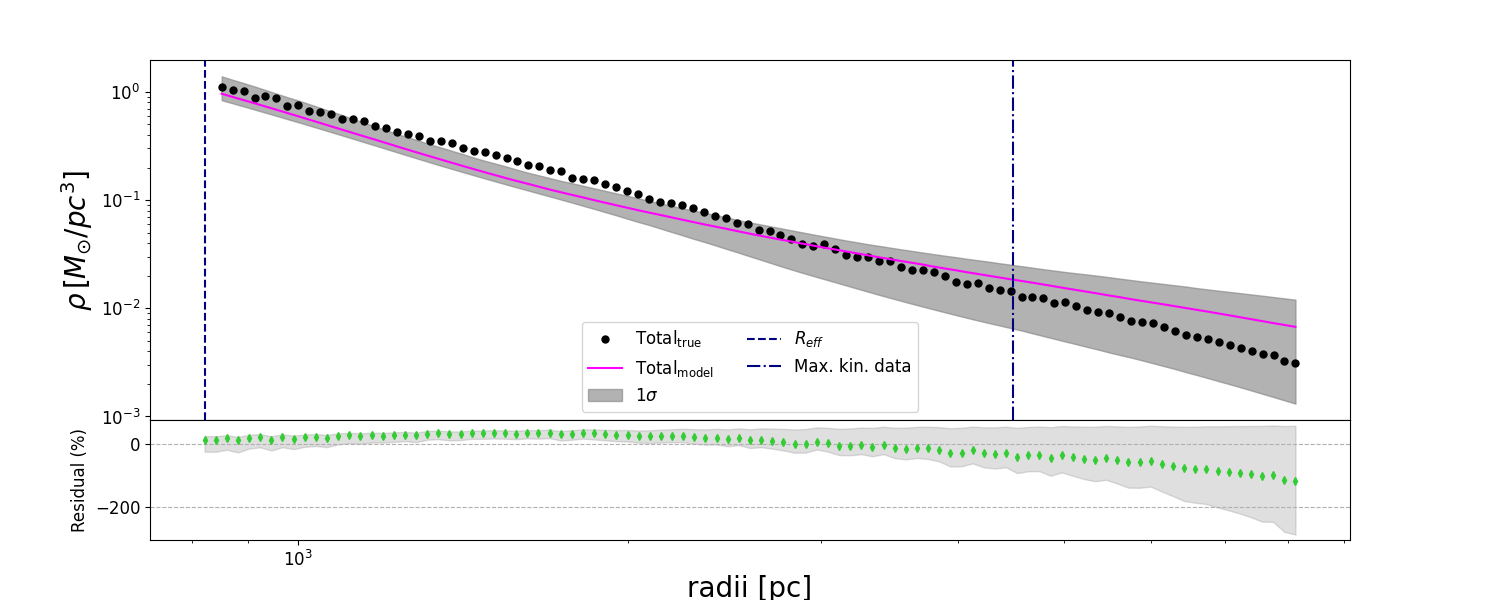 10⁰
10⁻¹
10⁻²
10⁻³
ρ [M⊙/pc³]
Total_true
Total_model
1σ
R_eff
Max. kin. data
0
−200
Residual (%)
10³
radii [pc]